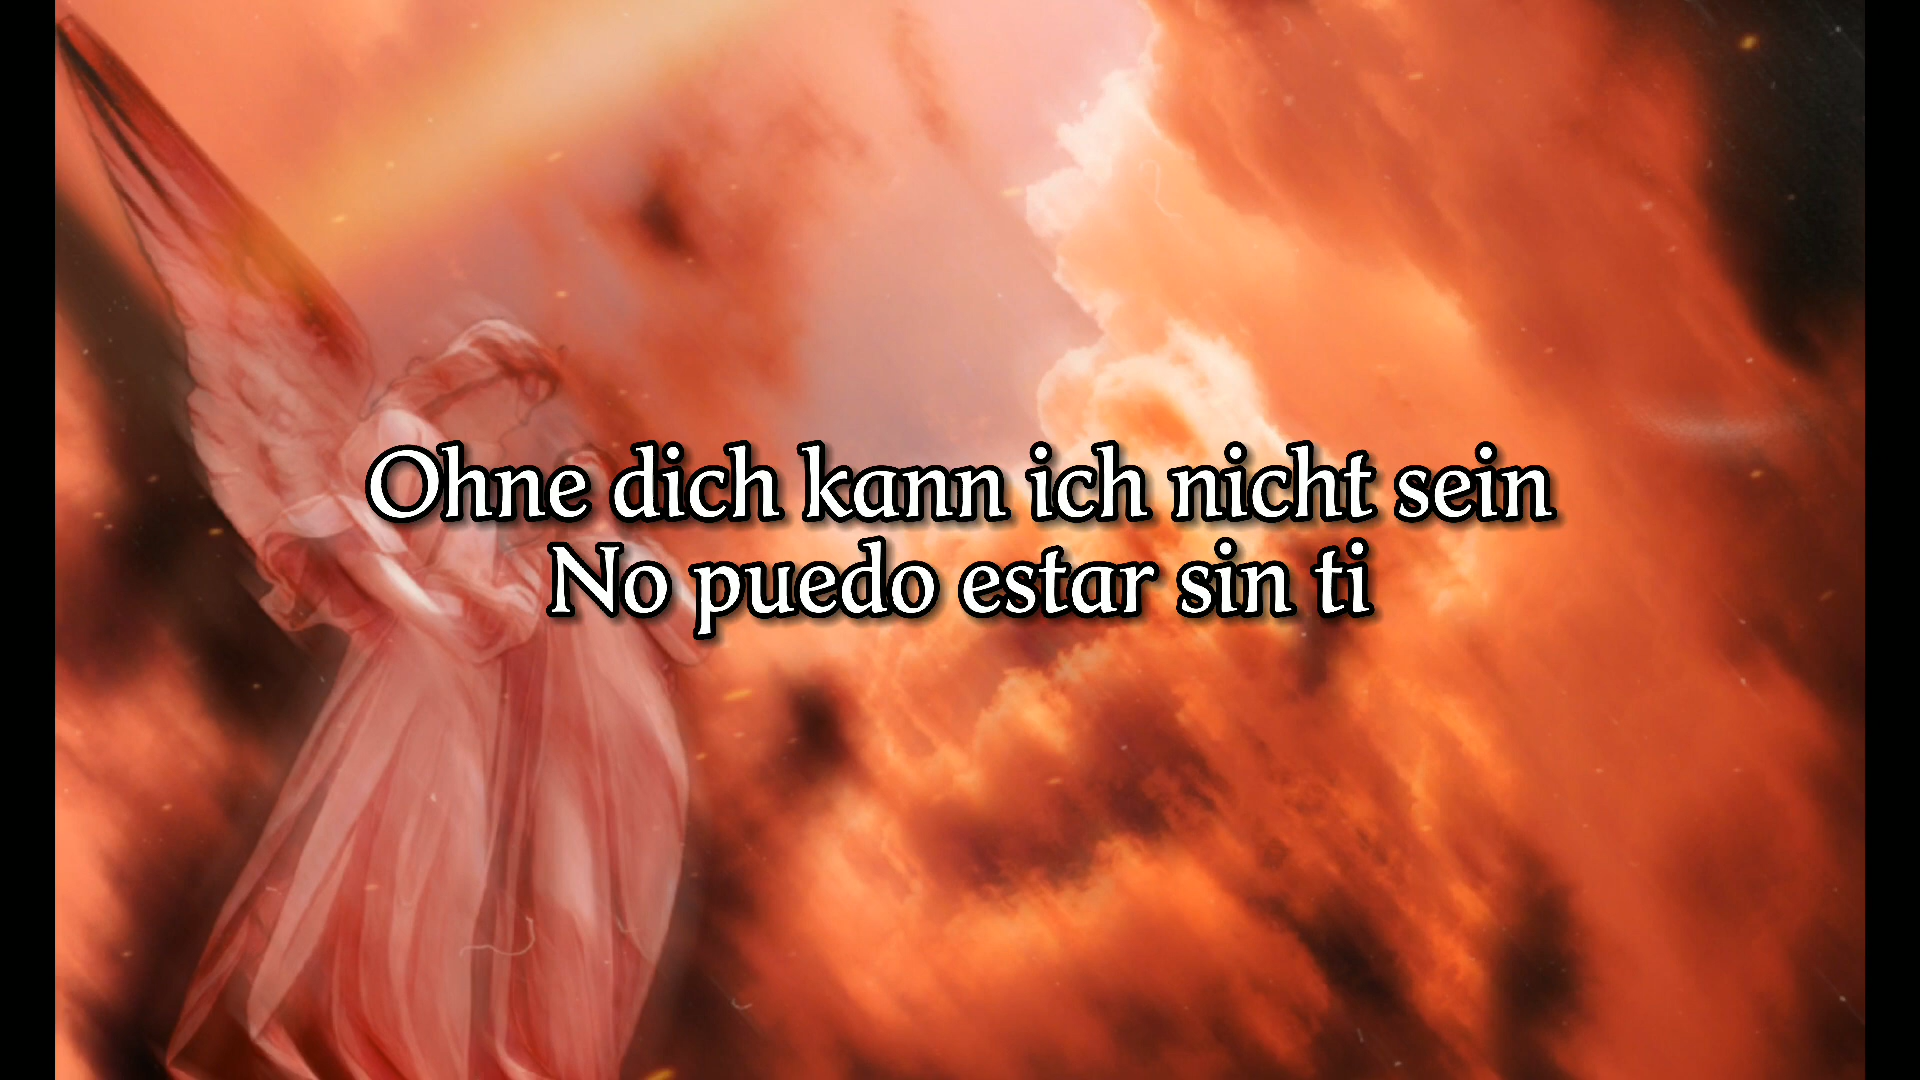 Ohne dich kann ich nicht sein
No puedo estar sin ti